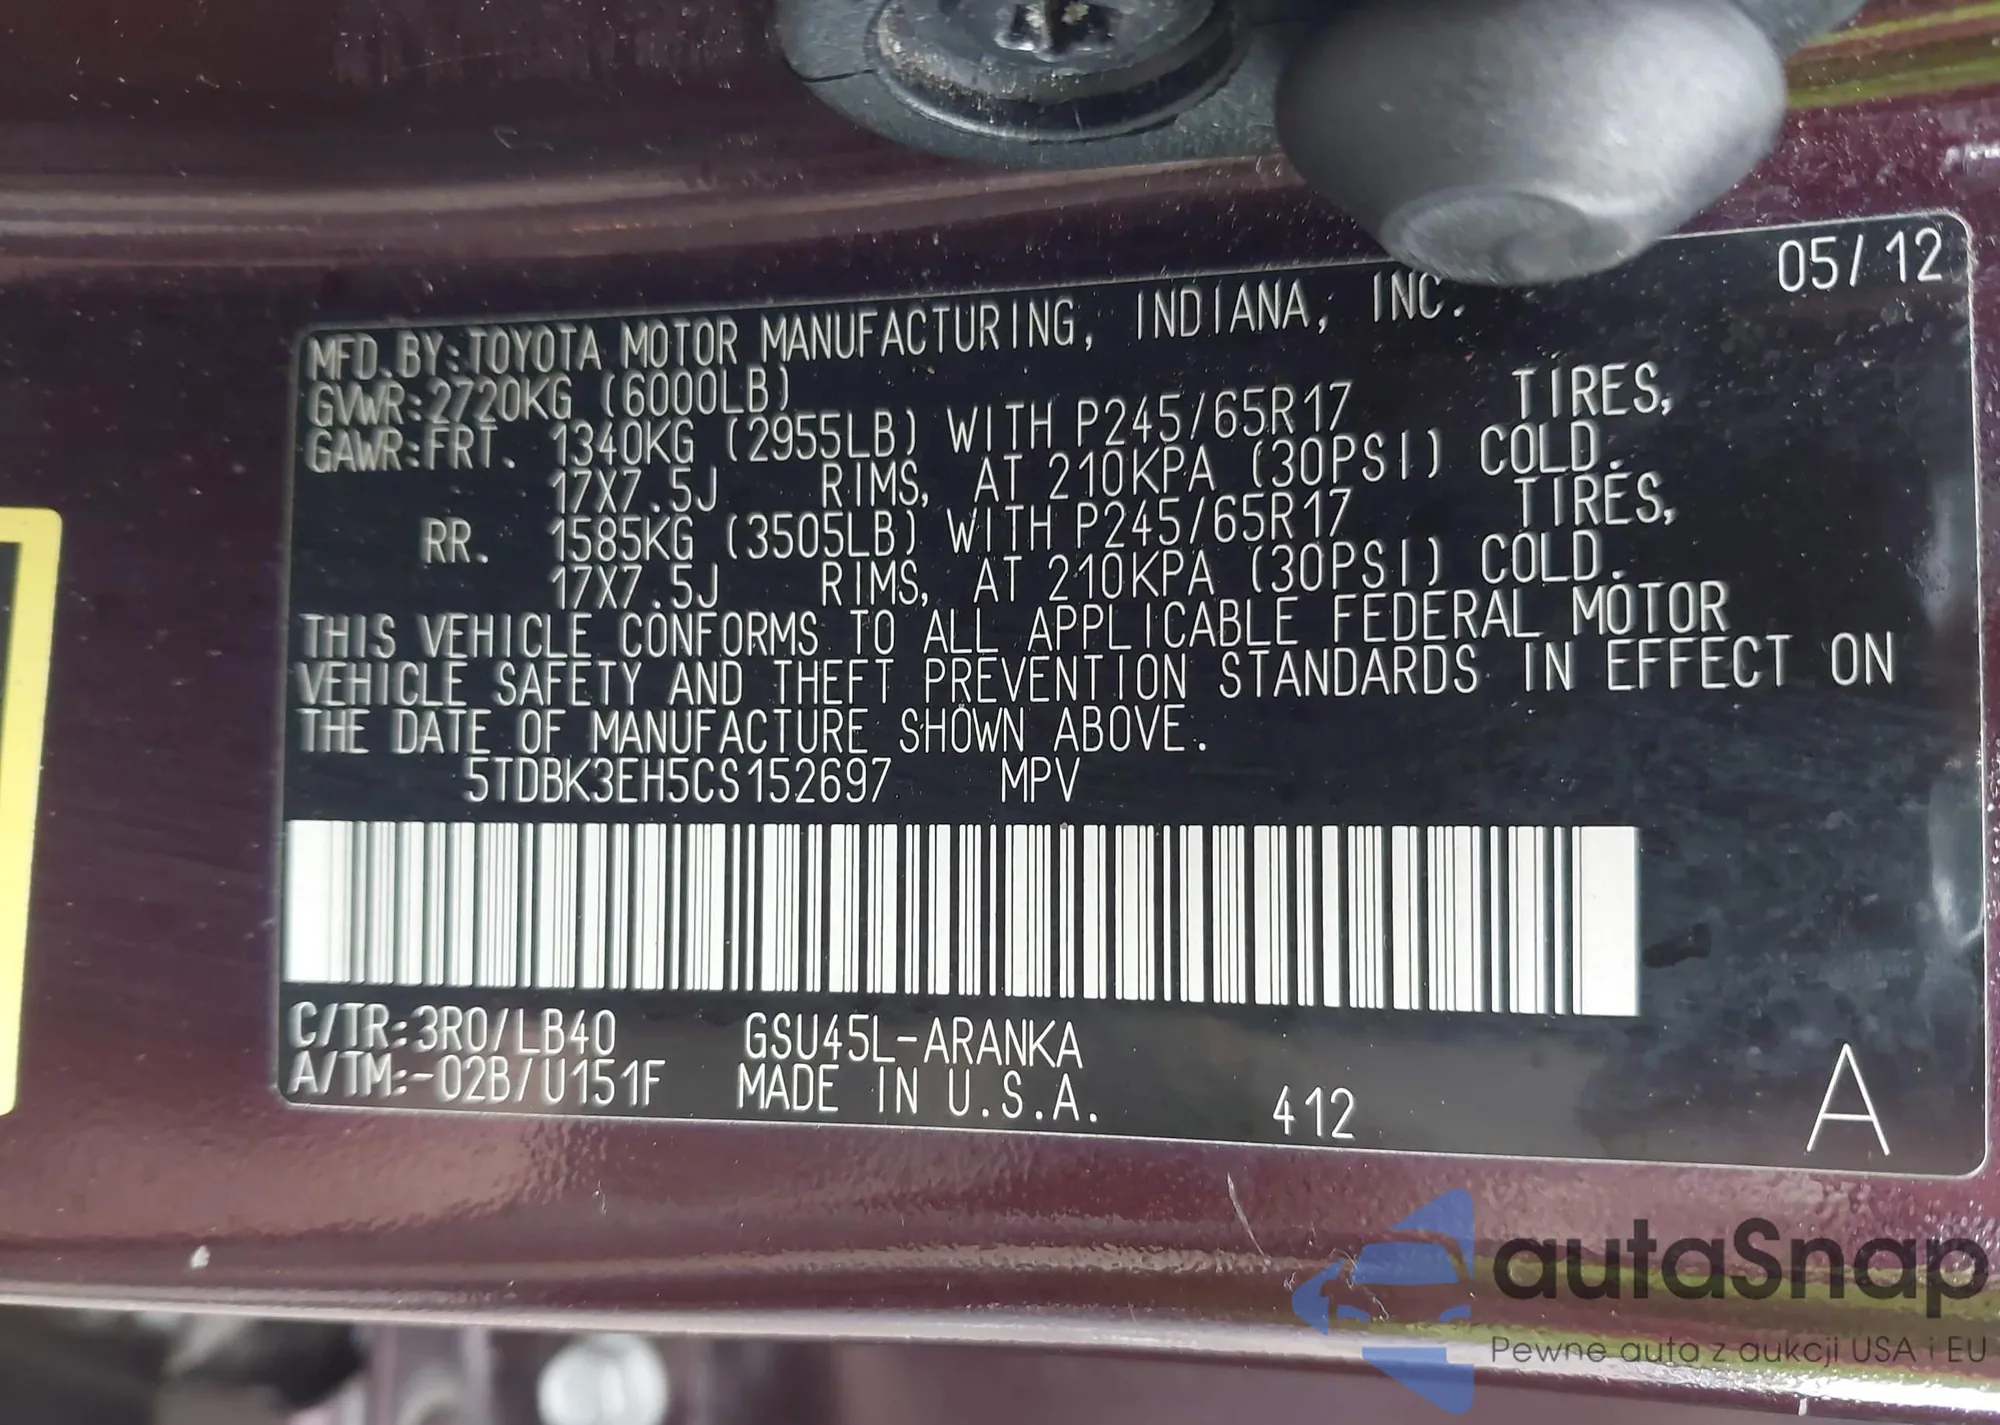 05/12
MFD.BY:TOYOTA MOTOR MANUFACTURING, INDIANA, INC.
GVWR:2720KG (6000LB)
GAWR:FRT. 1340KG (2955LB) WITH P245/65R17 TIRES,
17X7.5J RIMS, AT 210KPA (30PSI) COLD.
RR. 1585KG (3505LB) WITH P245/65R17 TIRES,
17X7.5J RIMS, AT 210KPA (30PSI) COLD.
THIS VEHICLE CONFORMS TO ALL APPLICABLE FEDERAL MOTOR
VEHICLE SAFETY AND THEFT PREVENTION STANDARDS IN EFFECT ON
THE DATE OF MANUFACTURE SHOWN ABOVE.
5TDBK3EH5CS152697 MPV
C/TR:3R0/LB40 GSU45L-ARANKA
A/TM:-02B/U151F MADE IN U.S.A. 412 A
autaSnap
Pewne auta z aukcji USA i EU